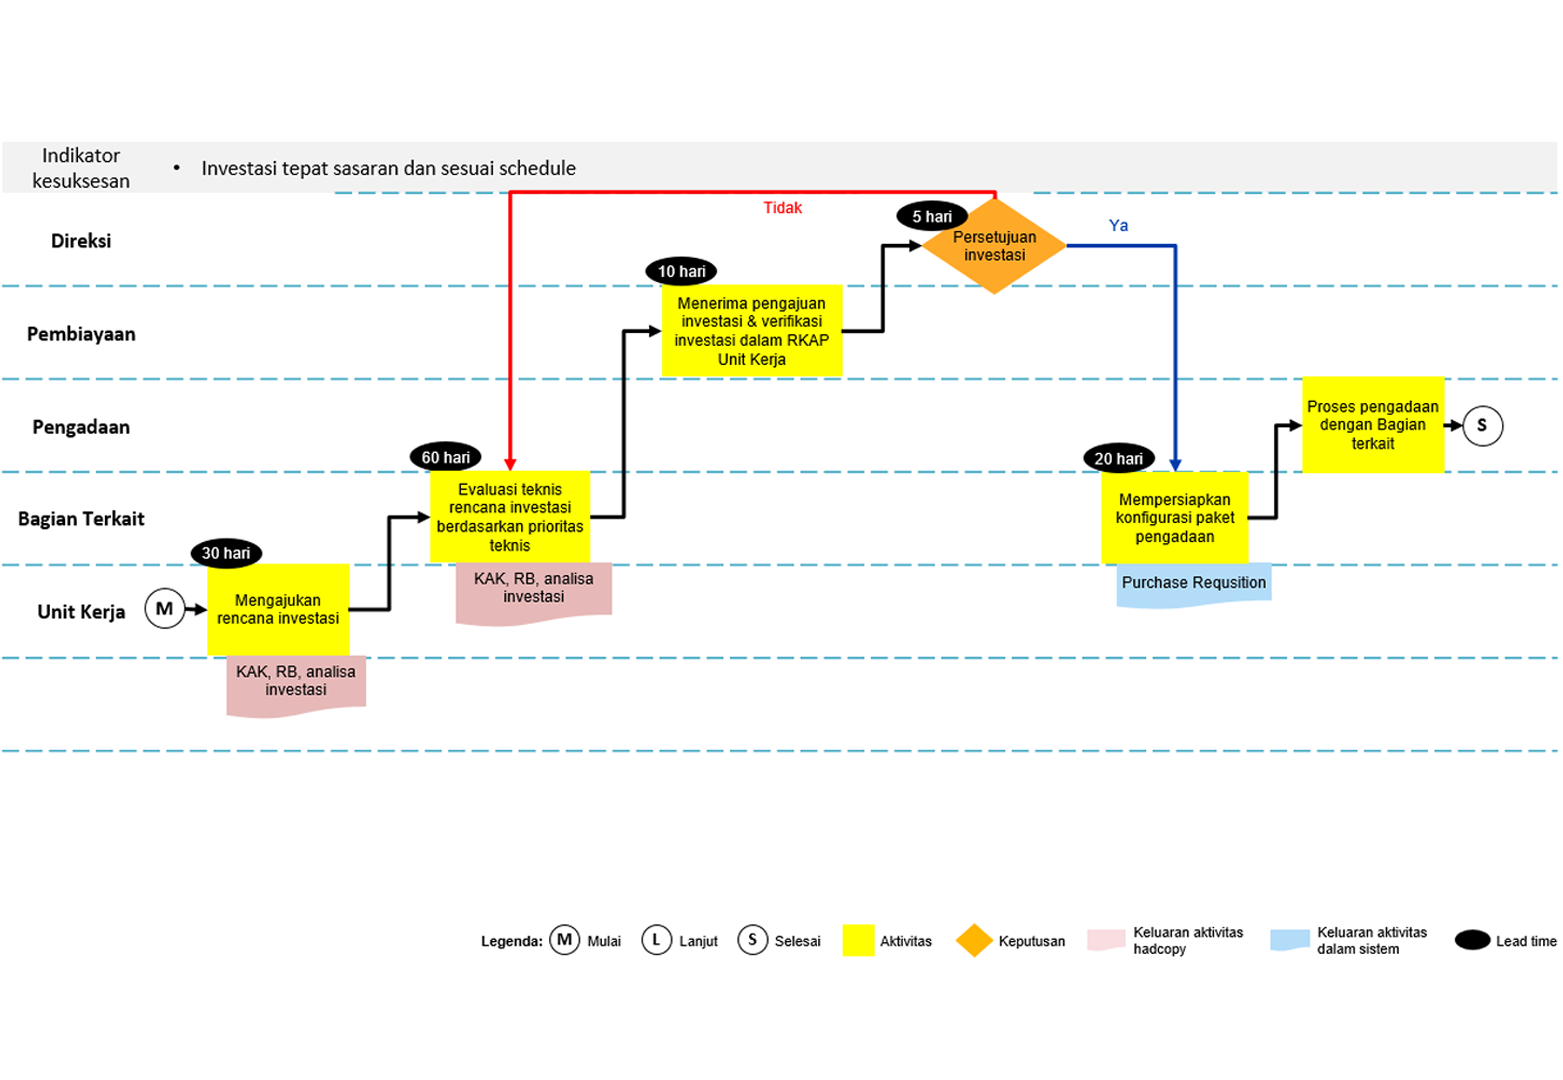 Indikator
kesuksesan
• Investasi tepat sasaran dan sesuai schedule
Tidak
5 hari
Ya
Direksi
Persetujuan
investasi
10 hari
Pembiayaan
Menerima pengajuan
investasi & verifikasi
investasi dalam RKAP
Unit Kerja
Pengadaan
Proses pengadaan
dengan Bagian
terkait
S
60 hari
20 hari
Bagian Terkait
Evaluasi teknis
rencana investasi
berdasarkan prioritas
teknis
Mempersiapkan
konfigurasi paket
pengadaan
30 hari
KAK, RB, analisa
investasi
Purchase Requsition
Unit Kerja
M
Mengajukan
rencana investasi
KAK, RB, analisa
investasi
Legenda:
M
Mulai
L
Lanjut
S
Selesai
Aktivitas
Keputusan
Keluaran aktivitas
hadcopy
Keluaran aktivitas
dalam sistem
Lead time